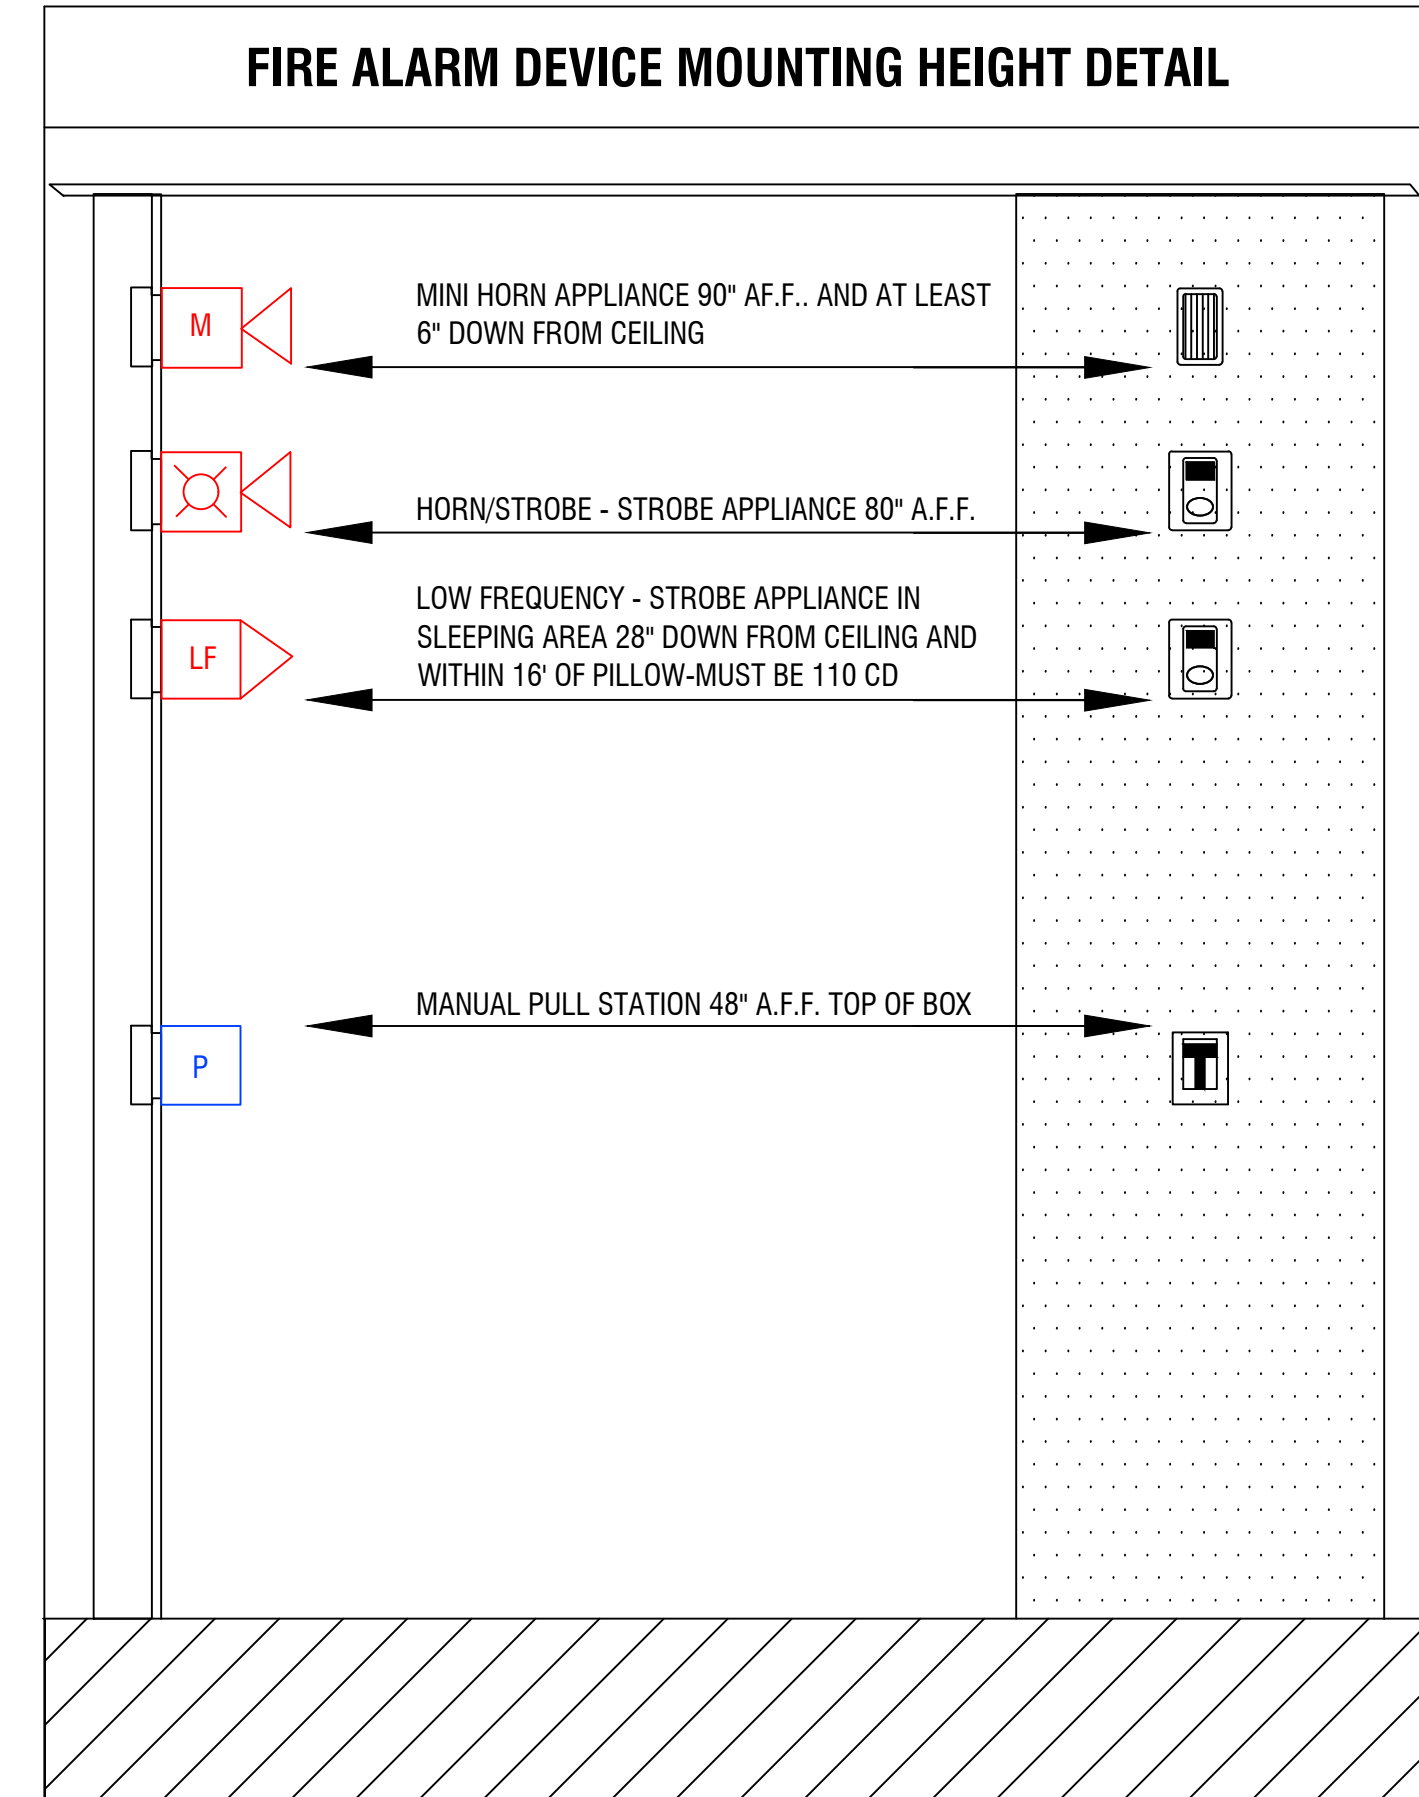 FIRE ALARM DEVICE MOUNTING HEIGHT DETAIL
M
MINI HORN APPLIANCE 90" AF.F.. AND AT LEAST
6" DOWN FROM CEILING
HORN/STROBE - STROBE APPLIANCE 80" A.F.F.
LOW FREQUENCY - STROBE APPLIANCE IN
SLEEPING AREA 28" DOWN FROM CEILING AND
WITHIN 16' OF PILLOW-MUST BE 110 CD
LF
MANUAL PULL STATION 48" A.F.F. TOP OF BOX
P